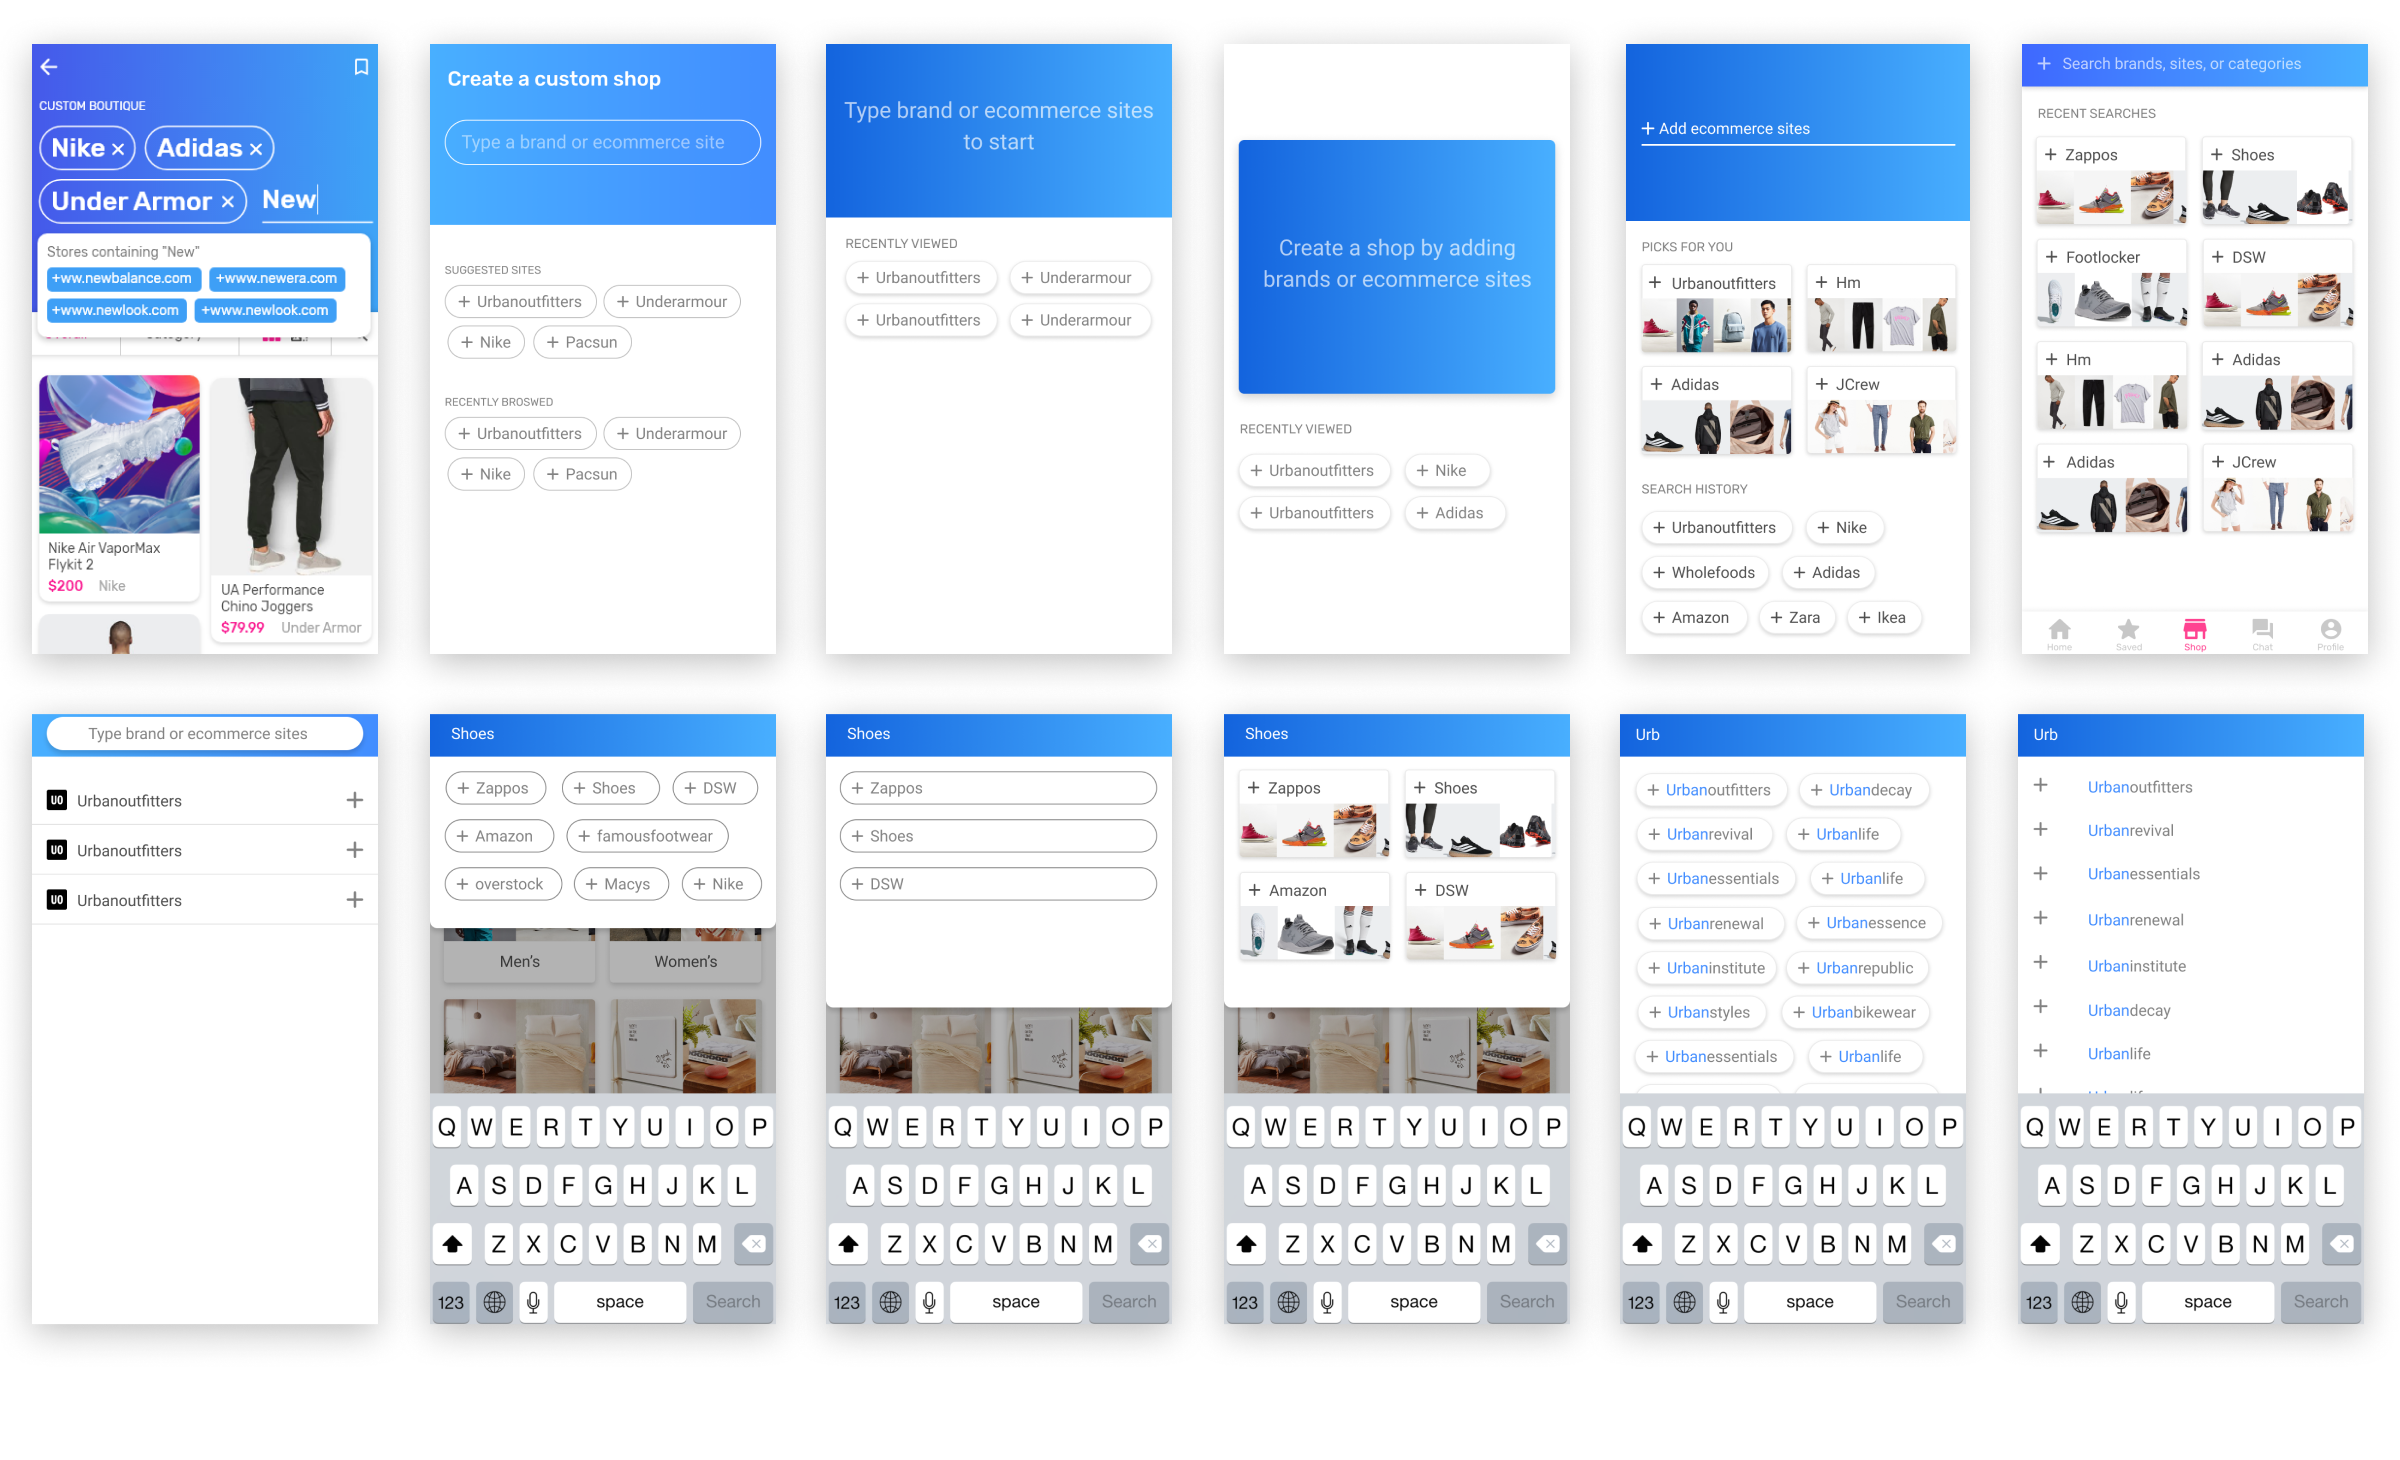 CUSTOM BOUTIQUE
Nike × Adidas ×
Under Armor × New
Stores containing "New"
+ww.newbalance.com +www.newera.com
+www.newlook.com +www.newlook.com
Nike Air VaporMax
Flykit 2
$200 Nike
UA Performance
Chino Joggers
$79.99 Under Armor
Create a custom shop
Type a brand or ecommerce site
SUGGESTED SITES
+ Urbanoutfitters + Underarmour
+ Nike + Pacsun
RECENTLY BROSWED
+ Urbanoutfitters + Underarmour
+ Nike + Pacsun
Type brand or ecommerce sites
to start
RECENTLY VIEWED
+ Urbanoutfitters + Underarmour
+ Urbanoutfitters + Underarmour
Create a shop by adding
brands or ecommerce sites
RECENTLY VIEWED
+ Urbanoutfitters + Nike
+ Urbanoutfitters + Adidas
+ Add ecommerce sites
PICKS FOR YOU
+ Urbanoutfitters + Hm
+ Adidas + JCrew
SEARCH HISTORY
+ Urbanoutfitters + Nike
+ Wholefoods + Adidas
+ Amazon + Zara + Ikea
+ Search brands, sites, or categories
RECENT SEARCHES
+ Zappos + Shoes
+ Footlocker + DSW
+ Hm + Adidas
+ Adidas + JCrew
Home Saved Shop Chat Profile
Type brand or ecommerce sites
UO Urbanoutfitters +
UO Urbanoutfitters +
UO Urbanoutfitters +
Shoes
+ Zappos + Shoes + DSW
+ Amazon + famousfootwear
+ overstock + Macys + Nike
Men's Women's
Q W E R T Y U I O P
A S D F G H J K L
Z X C V B N M
123 space Search
Shoes
+ Zappos
+ Shoes
+ DSW
Q W E R T Y U I O P
A S D F G H J K L
Z X C V B N M
123 space Search
Shoes
+ Zappos + Shoes
+ Amazon + DSW
Q W E R T Y U I O P
A S D F G H J K L
Z X C V B N M
123 space Search
Urb
+ Urbanoutfitters + Urbandecay
+ Urbanrevival + Urbanlife
+ Urbanessentials + Urbanlife
+ Urbanrenewal + Urbanessence
+ Urbaninstitute + Urbanrepublic
+ Urbanstyles + Urbanbikewear
+ Urbanessentials + Urbanlife
Q W E R T Y U I O P
A S D F G H J K L
Z X C V B N M
123 space Search
Urb
+ Urbanoutfitters
+ Urbanrevival
+ Urbanessentials
+ Urbanrenewal
+ Urbaninstitute
+ Urbandecay
+ Urbanlife
Q W E R T Y U I O P
A S D F G H J K L
Z X C V B N M
123 space Search